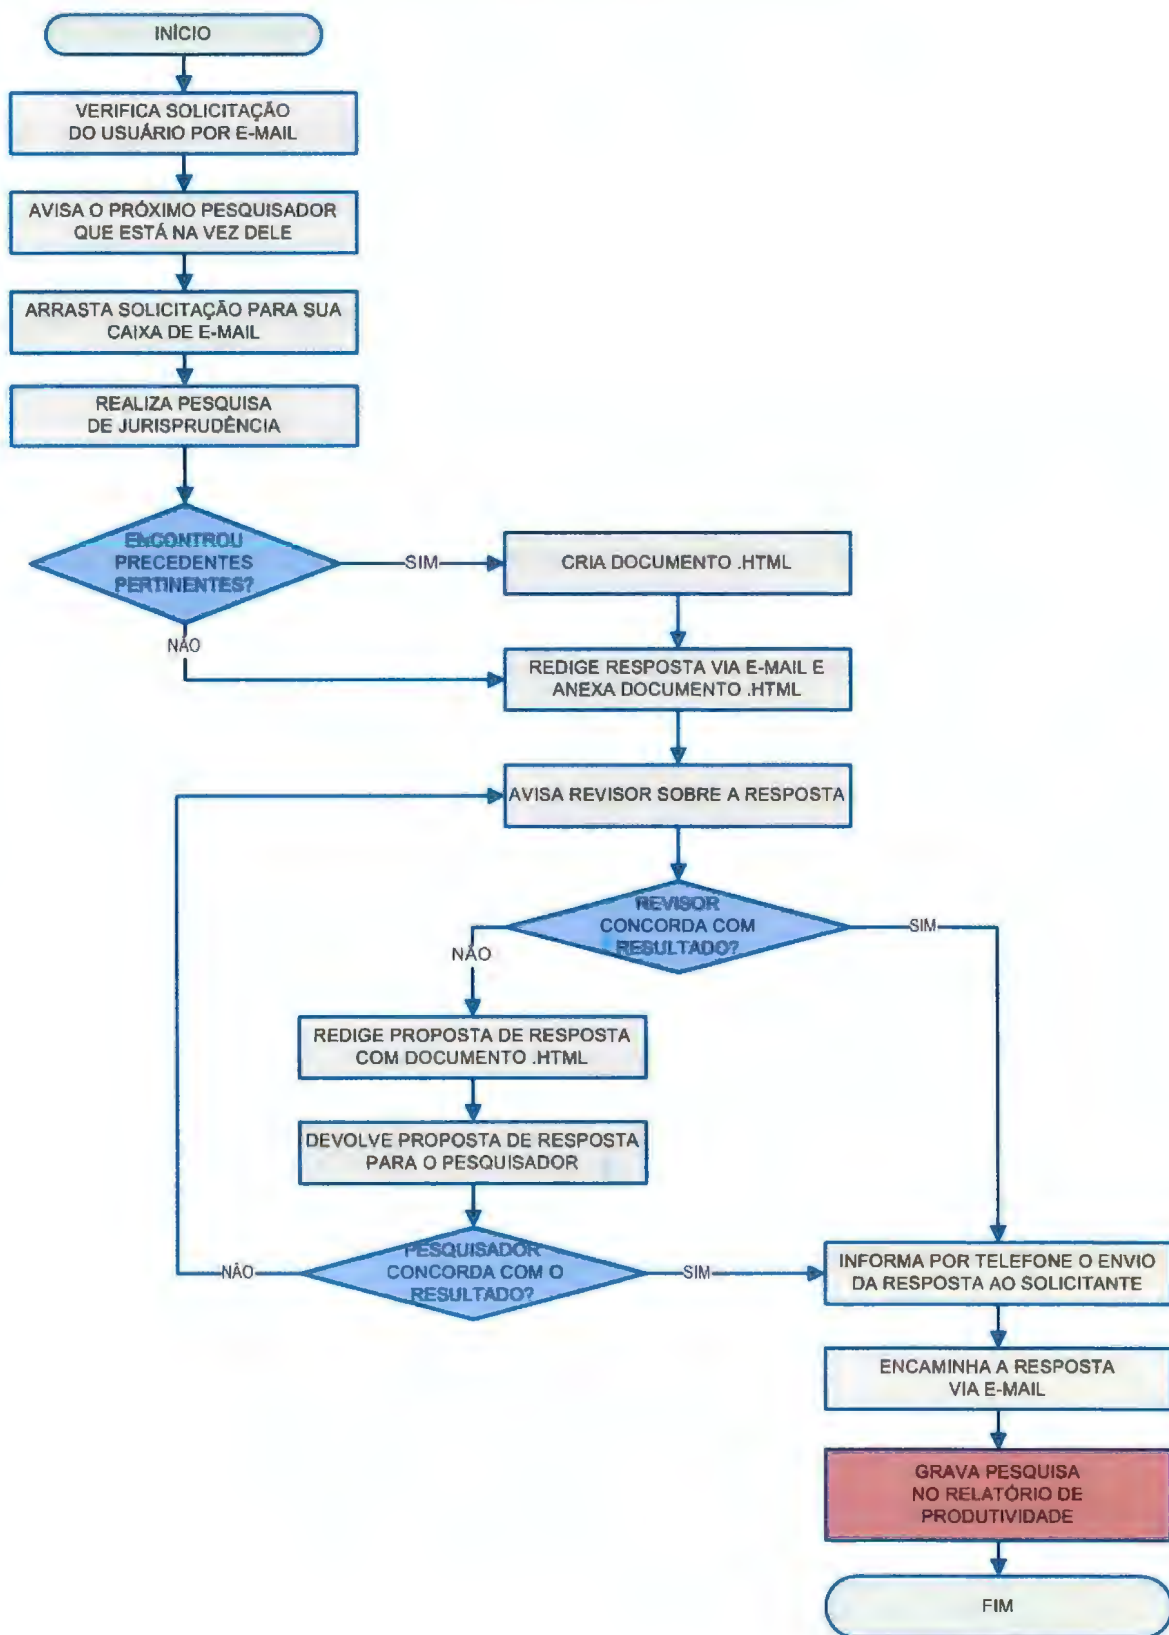 INÍCIO
VERIFICA SOLICITAÇÃO
DO USUÁRIO POR E-MAIL
AVISA O PRÓXIMO PESQUISADOR
QUE ESTÁ NA VEZ DELE
ARRASTA SOLICITAÇÃO PARA SUA
CAIXA DE E-MAIL
REALIZA PESQUISA
DE JURISPRUDÊNCIA
ENCONTROU
PRECEDENTES
PERTINENTES?
SIM
CRIA DOCUMENTO .HTML
NÃO
REDIGE RESPOSTA VIA E-MAIL E
ANEXA DOCUMENTO .HTML
AVISA REVISOR SOBRE A RESPOSTA
REVISOR
CONCORDA COM
RESULTADO?
SIM
NÃO
REDIGE PROPOSTA DE RESPOSTA
COM DOCUMENTO .HTML
DEVOLVE PROPOSTA DE RESPOSTA
PARA O PESQUISADOR
PESQUISADOR
CONCORDA COM O
RESULTADO?
NÃO
SIM
INFORMA POR TELEFONE O ENVIO
DA RESPOSTA AO SOLICITANTE
ENCAMINHA A RESPOSTA
VIA E-MAIL
GRAVA PESQUISA
NO RELATÓRIO DE
PRODUTIVIDADE
FIM